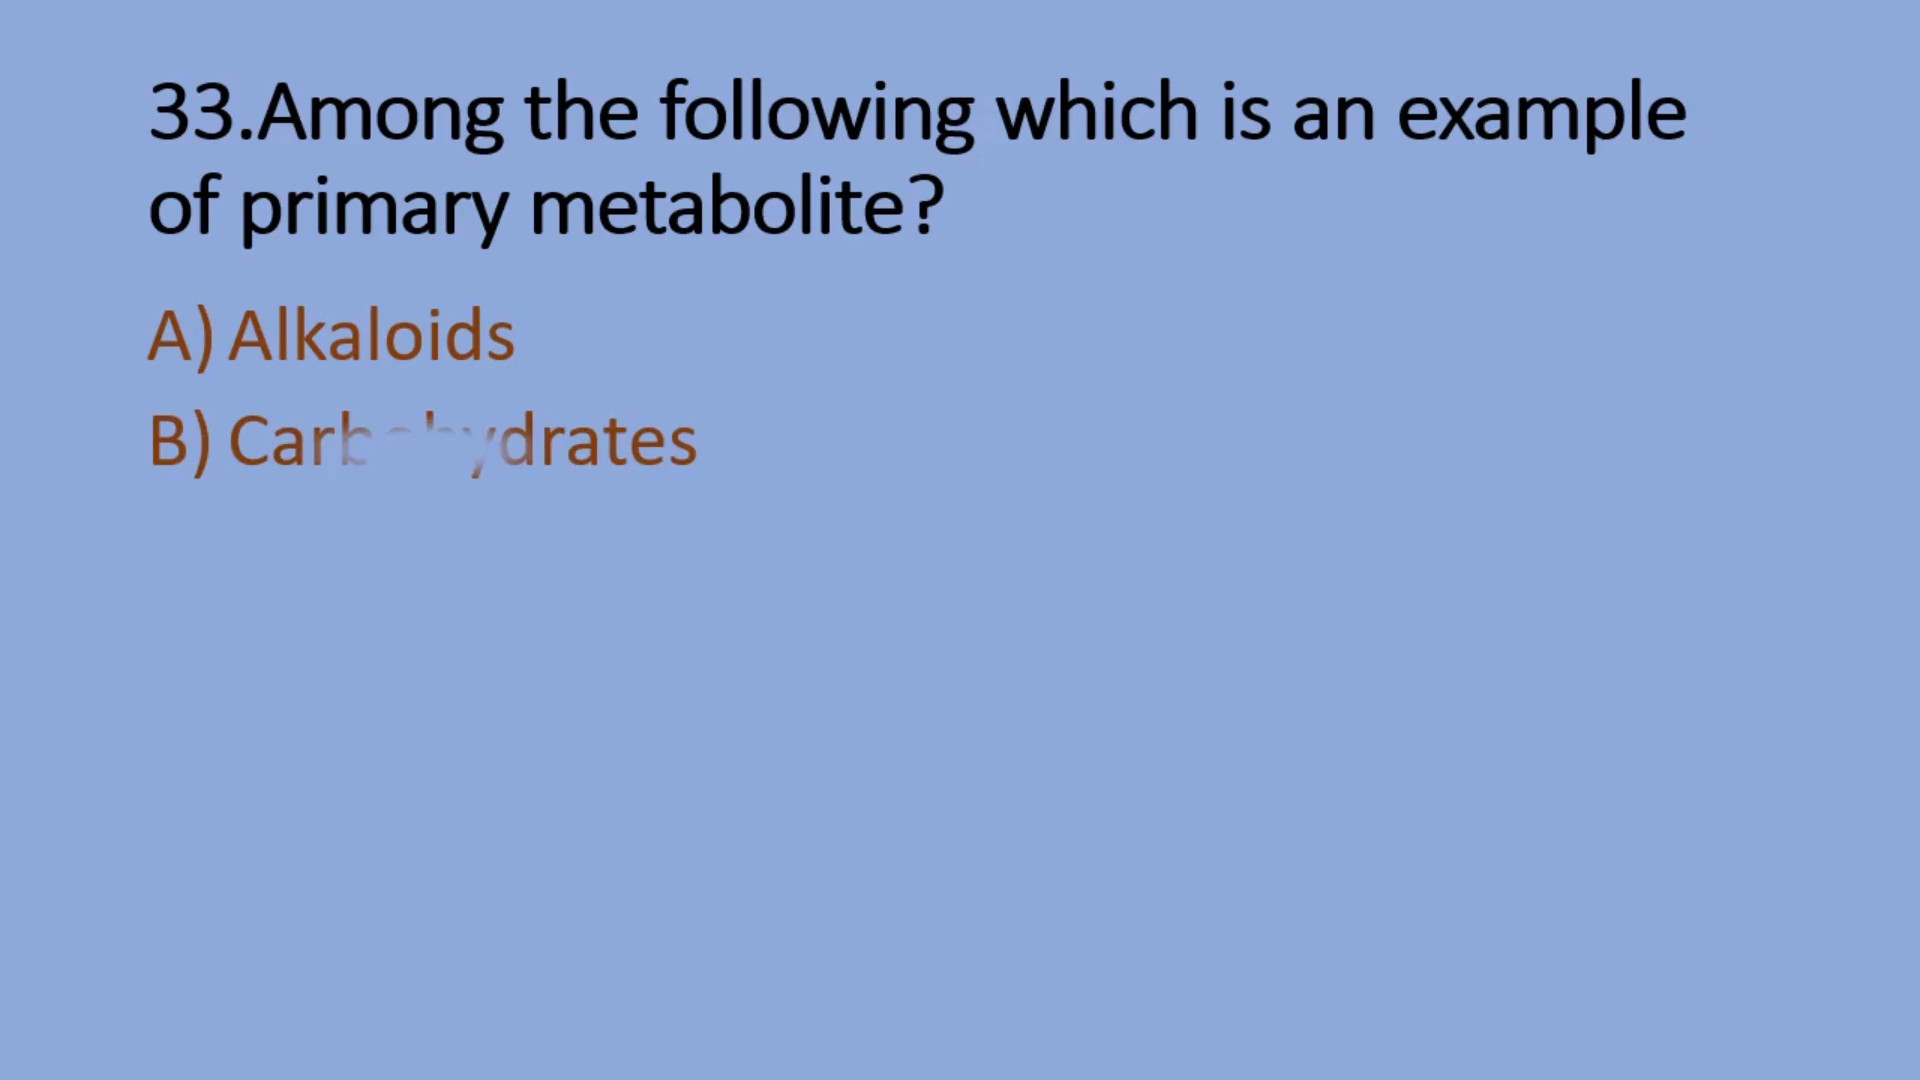 33.Among the following which is an example
of primary metabolite?
A) Alkaloids
B) Carbohydrates